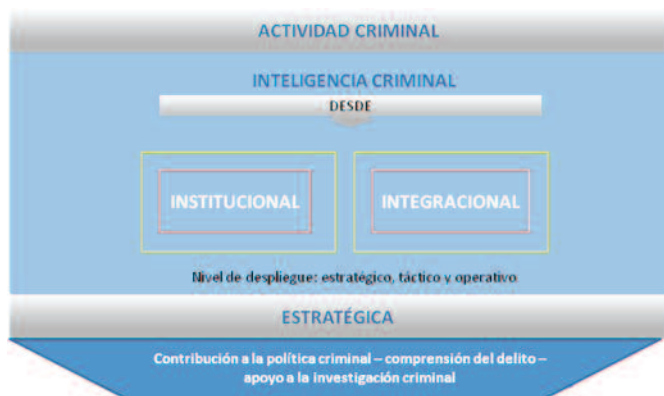 ACTIVIDAD CRIMINAL
INTELIGENCIA CRIMINAL
DESDE
INSTITUCIONAL
INTEGRACIONAL
Nivel de despliegue: estratégico, táctico y operativo
ESTRATÉGICA
Contribución a la política criminal – comprensión del delito –
apoyo a la investigación criminal